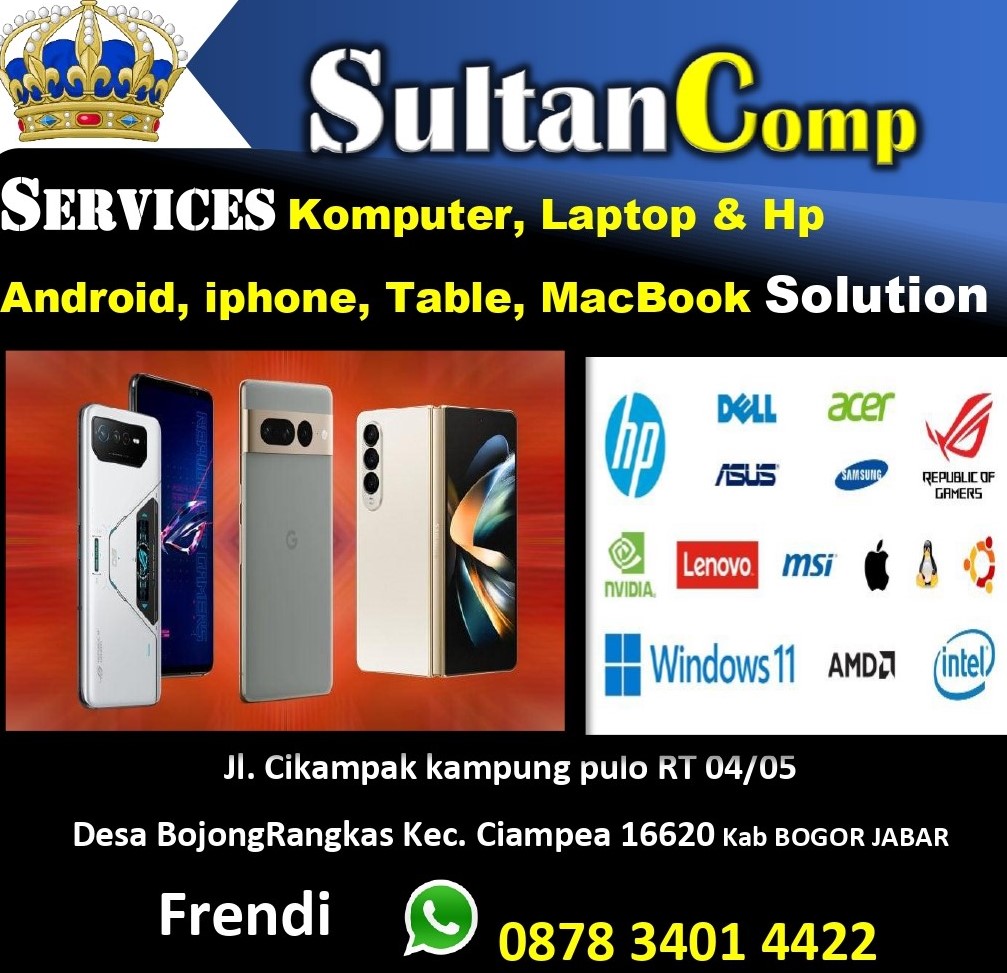 SultanComp
SERVICES Komputer, Laptop & Hp
Android, iphone, Table, MacBook Solution
hp
DELL
acer
ASUS
SAMSUNG
REPUBLIC OF
GAMERS
NVIDIA.
Lenovo
msi
Windows 11
AMD
intel
G
Jl. Cikampak kampung pulo RT 04/05
Desa BojongRangkas Kec. Ciampea 16620 Kab BOGOR JABAR
Frendi
0878 3401 4422